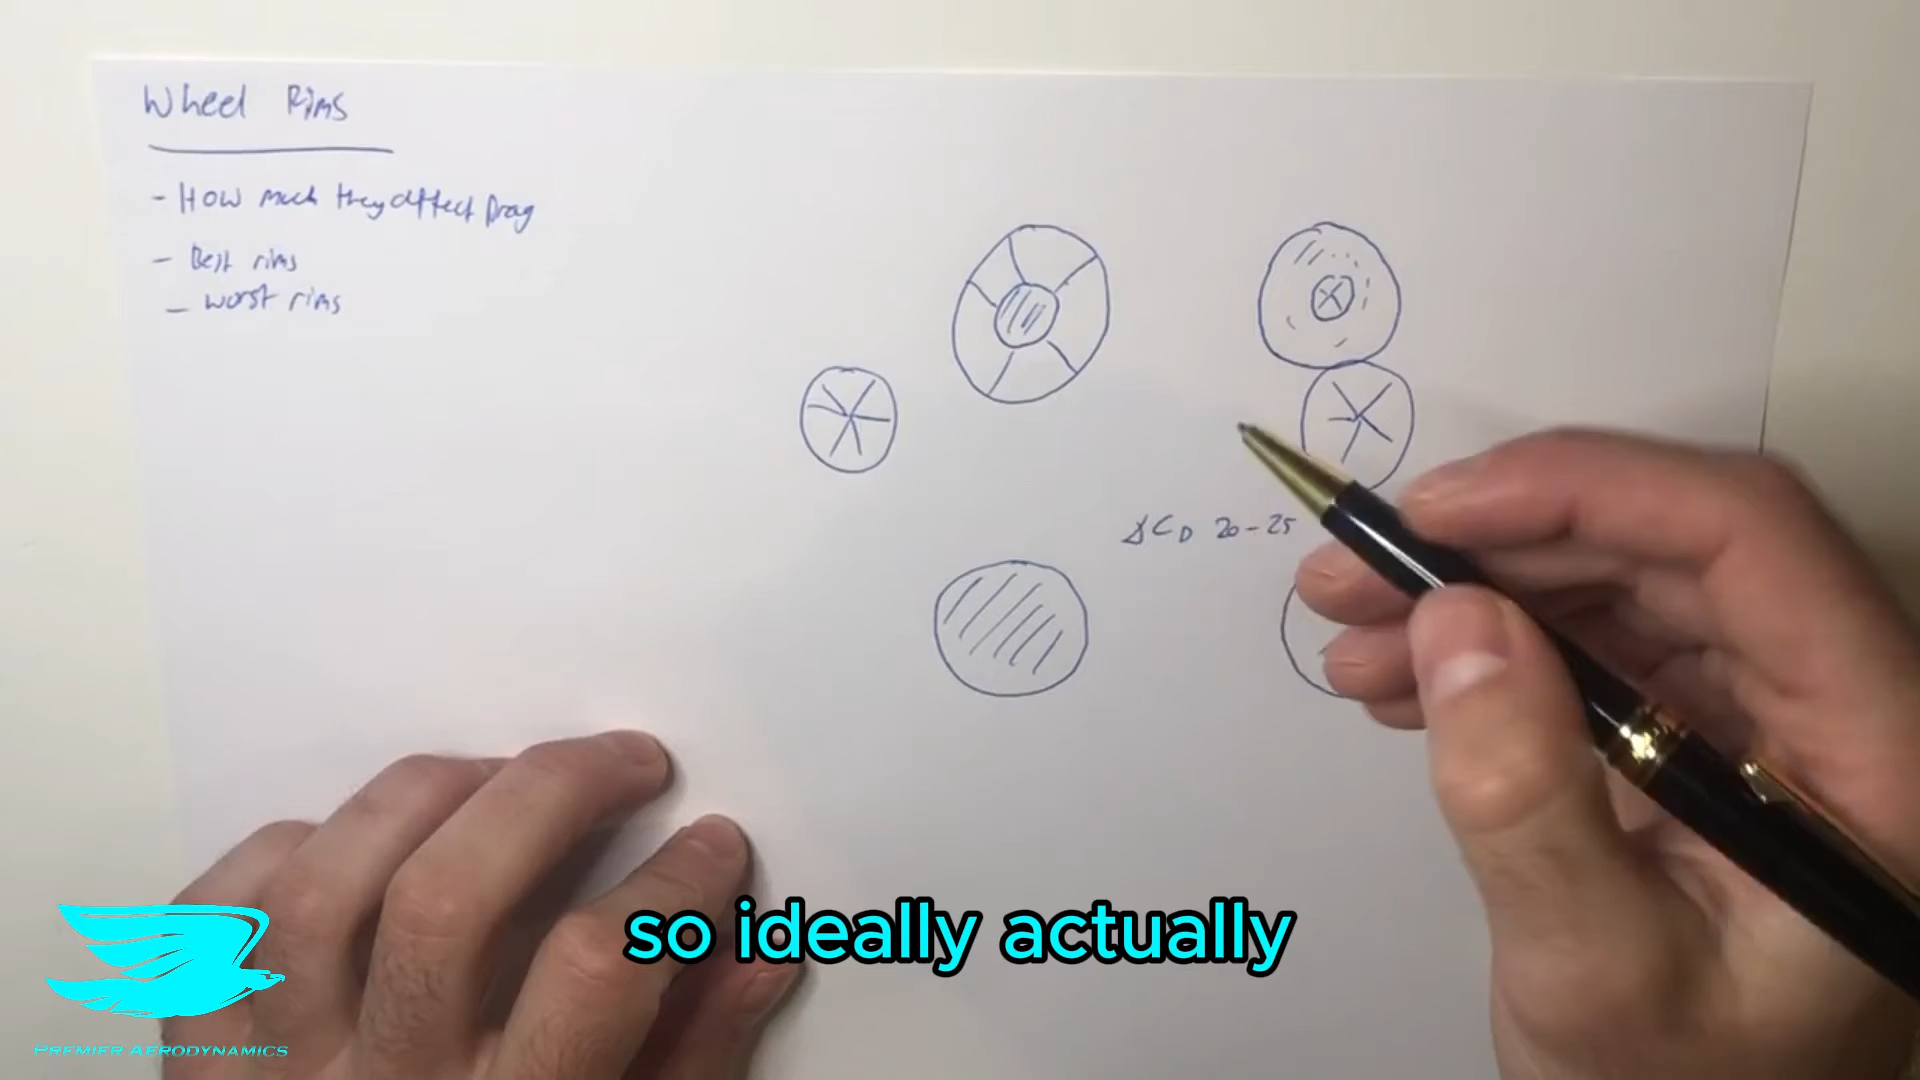 Wheel Rims
- How much they affect Drag
- Best rims
- worst rims
ΔCD 20-25
so ideally actually
PREMIER AERODYNAMICS